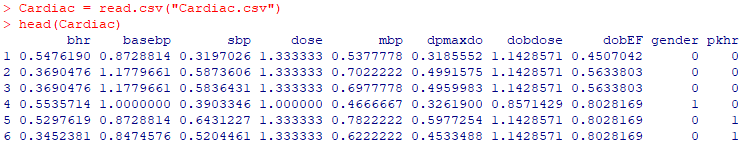 > Cardiac = read.csv("Cardiac.csv")
> head(Cardiac)
bhr basebp sbp dose mbp dpmaxdo dobdose dobEF gender pkhr
1 0.5476190 0.8728814 0.3197026 1.333333 0.5377778 0.3185552 1.1428571 0.4507042 0 0
2 0.3690476 1.1779661 0.5873606 1.333333 0.7022222 0.4991575 1.1428571 0.5633803 0 0
3 0.3690476 1.1779661 0.5836431 1.333333 0.6977778 0.4959983 1.1428571 0.5633803 0 0
4 0.5535714 1.0000000 0.3903346 1.000000 0.4666667 0.3261900 0.8571429 0.8028169 1 0
5 0.5297619 0.8728814 0.6431227 1.333333 0.7822222 0.5977254 1.1428571 0.8028169 0 1
6 0.3452381 0.8474576 0.5204461 1.333333 0.6222222 0.4533488 1.1428571 0.8028169 0 1